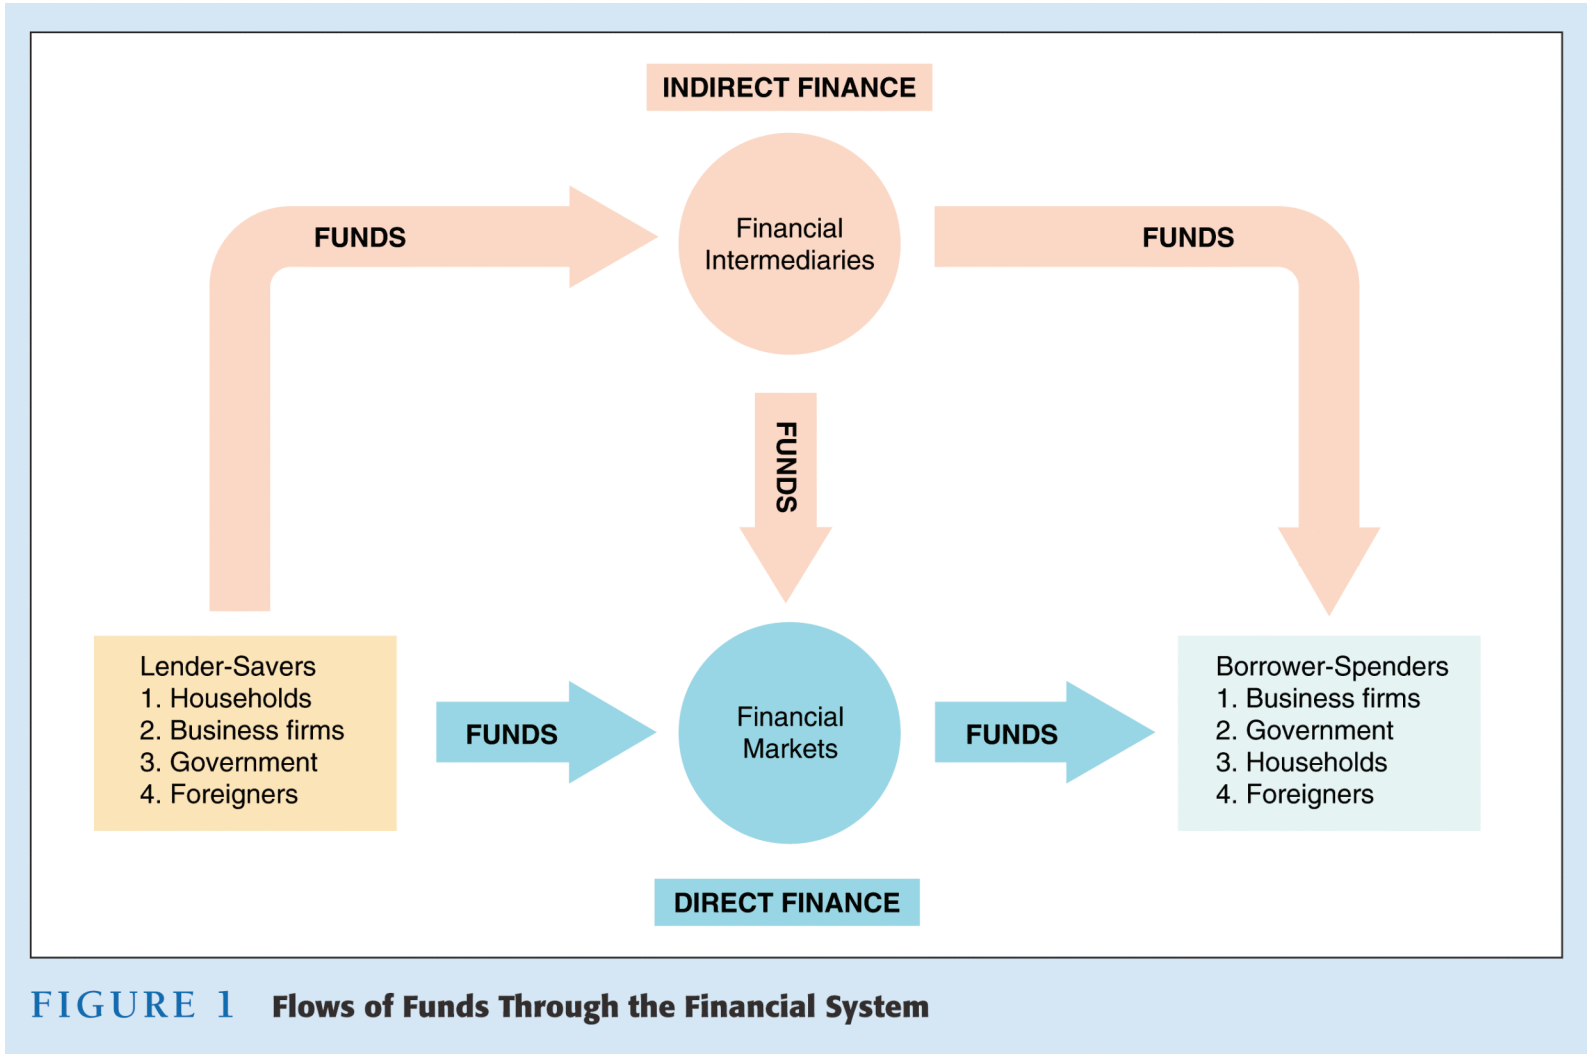 INDIRECT FINANCE
FUNDS
Financial
Intermediaries
FUNDS
FUNDS
Lender-Savers
1. Households
2. Business firms
3. Government
4. Foreigners
FUNDS
Financial
Markets
FUNDS
Borrower-Spenders
1. Business firms
2. Government
3. Households
4. Foreigners
DIRECT FINANCE
FIGURE 1 Flows of Funds Through the Financial System